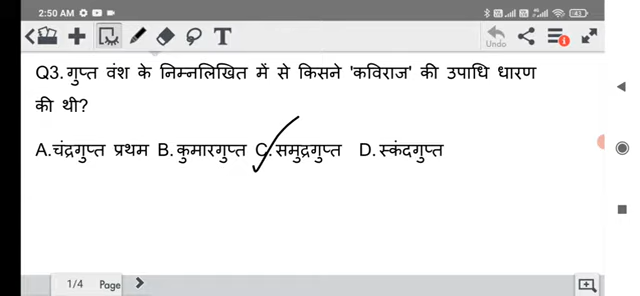 2:50 AM 43
T Undo
Q3. गुप्त वंश के निम्नलिखित में से किसने 'कविराज' की उपाधि धारण
की थी?
A. चंद्रगुप्त प्रथम B. कुमारगुप्त C. समुद्रगुप्त D. स्कंदगुप्त
1/4 Page